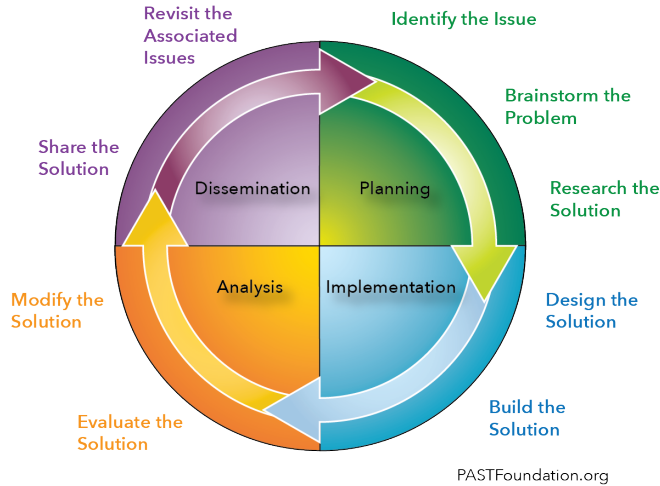 Revisit the
Associated
Issues
Identify the Issue
Brainstorm the
Problem
Share the
Solution
Dissemination
Planning
Research the
Solution
Analysis
Implementation
Modify the
Solution
Design the
Solution
Evaluate the
Solution
Build the
Solution
PASTFoundation.org